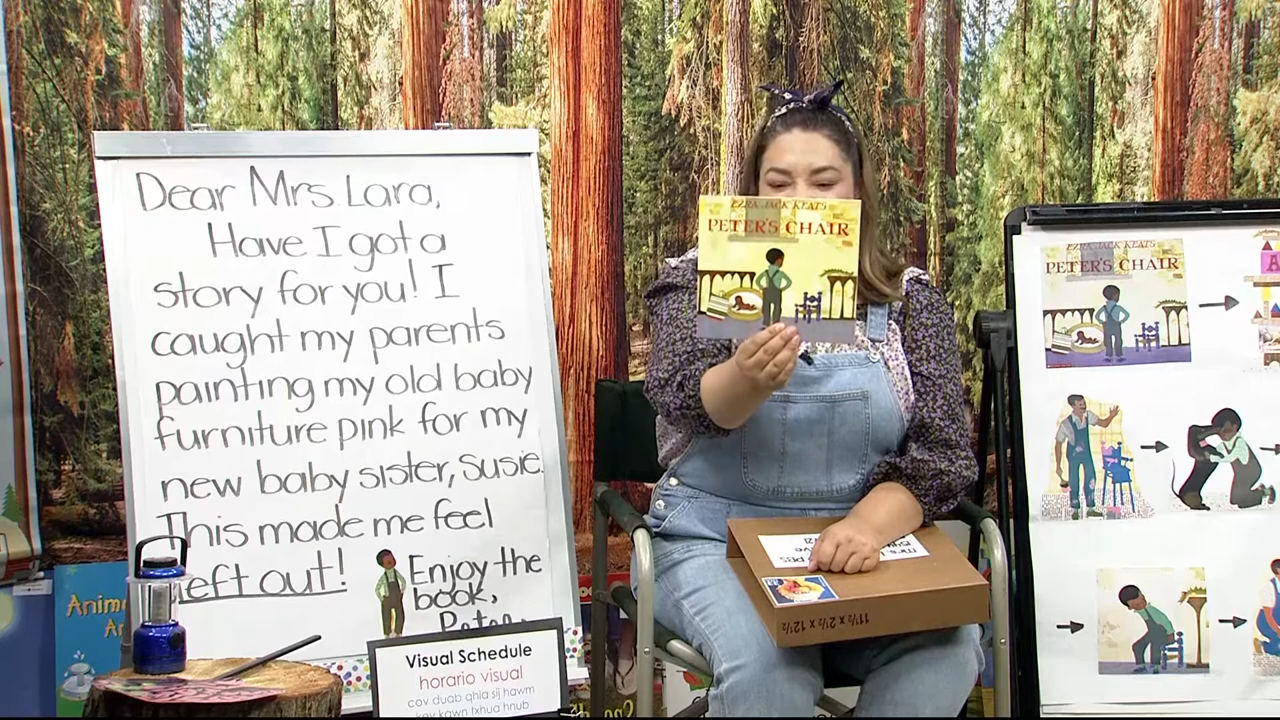 Dear Mrs. Lara,
Have I got a
story for you! I
caught my parents
painting my old baby
furniture pink for my
new baby sister, Susie.
This made me feel
left out!
Enjoy the
book,
Peter
Visual Schedule
horario visual
cov duab qhia sij hawm
EZRA JACK KEATS
PETER'S CHAIR
11½ x 2½ x 12½
EZRA JACK KEATS
PETER'S CHAIR
A